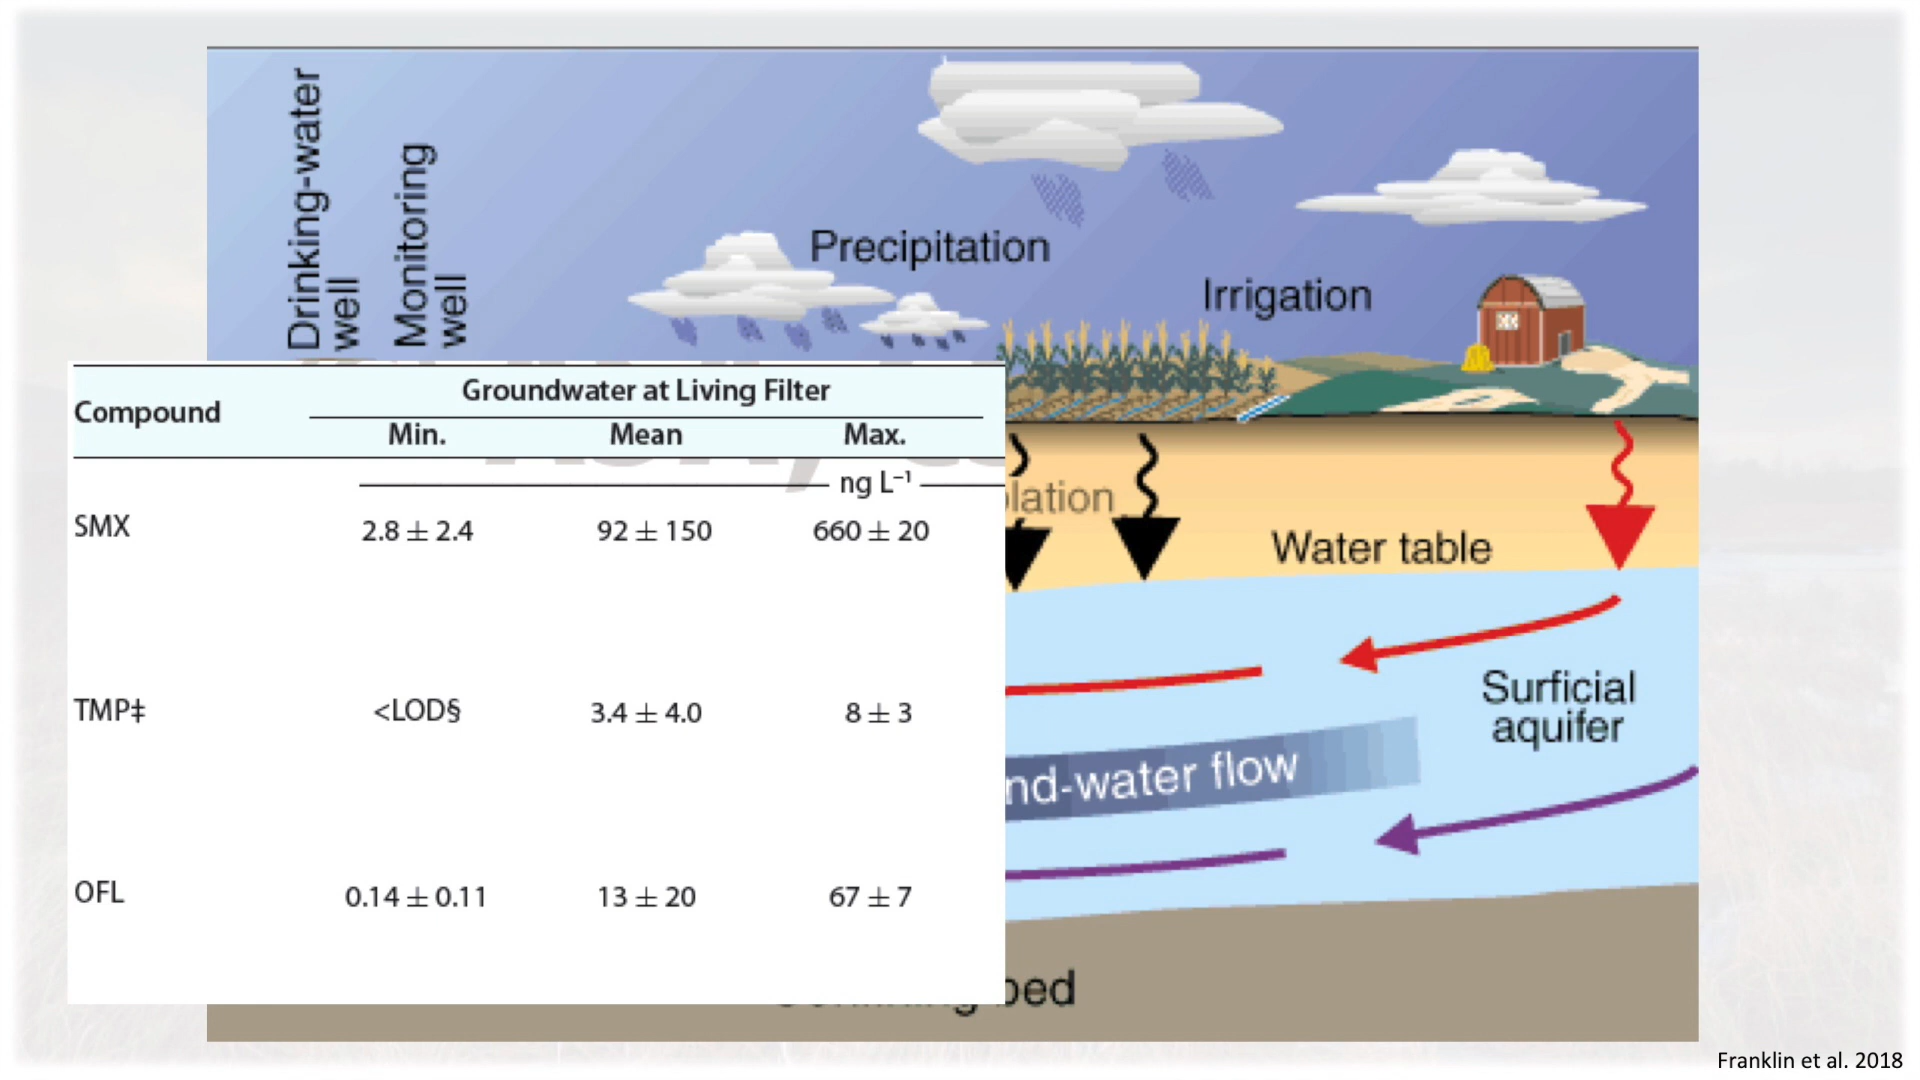 Drinking-water
well
Monitoring
well
Precipitation
Irrigation
Compound
Groundwater at Living Filter
Min. Mean Max.
ng L⁻¹
SMX 2.8 ± 2.4 92 ± 150 660 ± 20
TMP‡ <LOD§ 3.4 ± 4.0 8 ± 3
OFL 0.14 ± 0.11 13 ± 20 67 ± 7
lation
Water table
Surficial
aquifer
nd-water flow
bed
Franklin et al. 2018